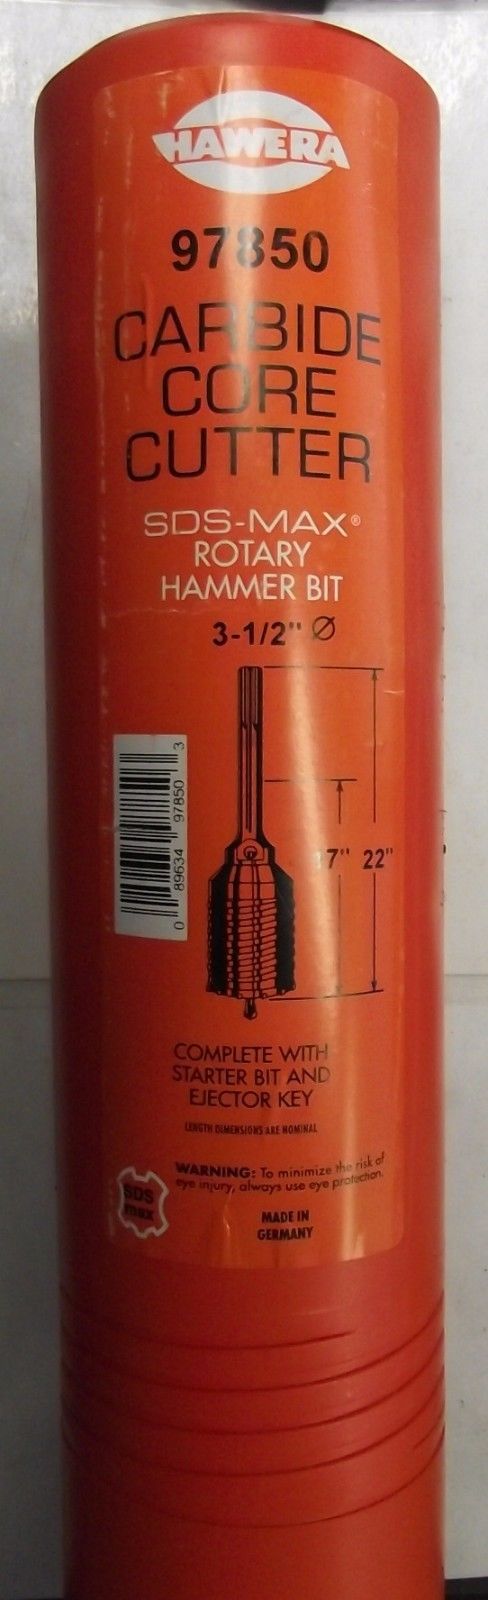 HAWERA
97850
CARBIDE
CORE
CUTTER
SDS-MAX®
ROTARY
HAMMER BIT
3-1/2" Ø
17" 22"
0 89634 97850 3
COMPLETE WITH
STARTER BIT AND
EJECTOR KEY
LENGTH DIMENSIONS ARE NOMINAL
WARNING: To minimize the risk of
eye injury, always use eye protection.
SDS
max
MADE IN
GERMANY